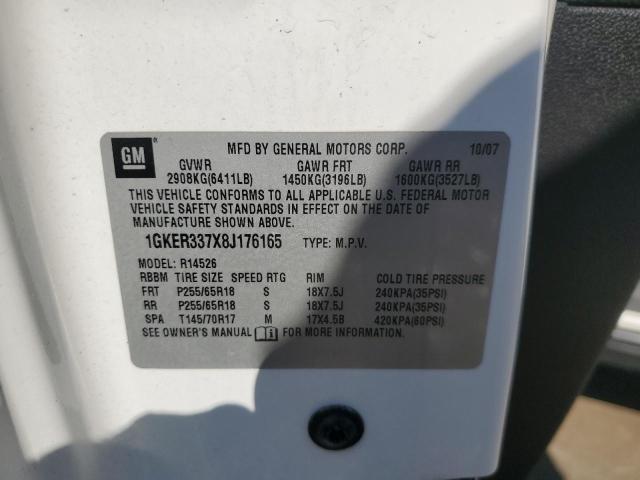 GM
MFD BY GENERAL MOTORS CORP. 10/07
GVWR GAWR FRT GAWR RR
2908KG(6411LB) 1450KG(3196LB) 1600KG(3527LB)
THIS VEHICLE CONFORMS TO ALL APPLICABLE U.S. FEDERAL MOTOR
VEHICLE SAFETY STANDARDS IN EFFECT ON THE DATE OF
MANUFACTURE SHOWN ABOVE.
1GKER337X8J176165 TYPE: M.P.V.
MODEL: R14526
RBBM TIRE SIZE SPEED RTG RIM COLD TIRE PRESSURE
FRT P255/65R18 S 18X7.5J 240KPA(35PSI)
RR P255/65R18 S 18X7.5J 240KPA(35PSI)
SPA T145/70R17 M 17X4.5B 420KPA(60PSI)
SEE OWNER'S MANUAL FOR MORE INFORMATION.